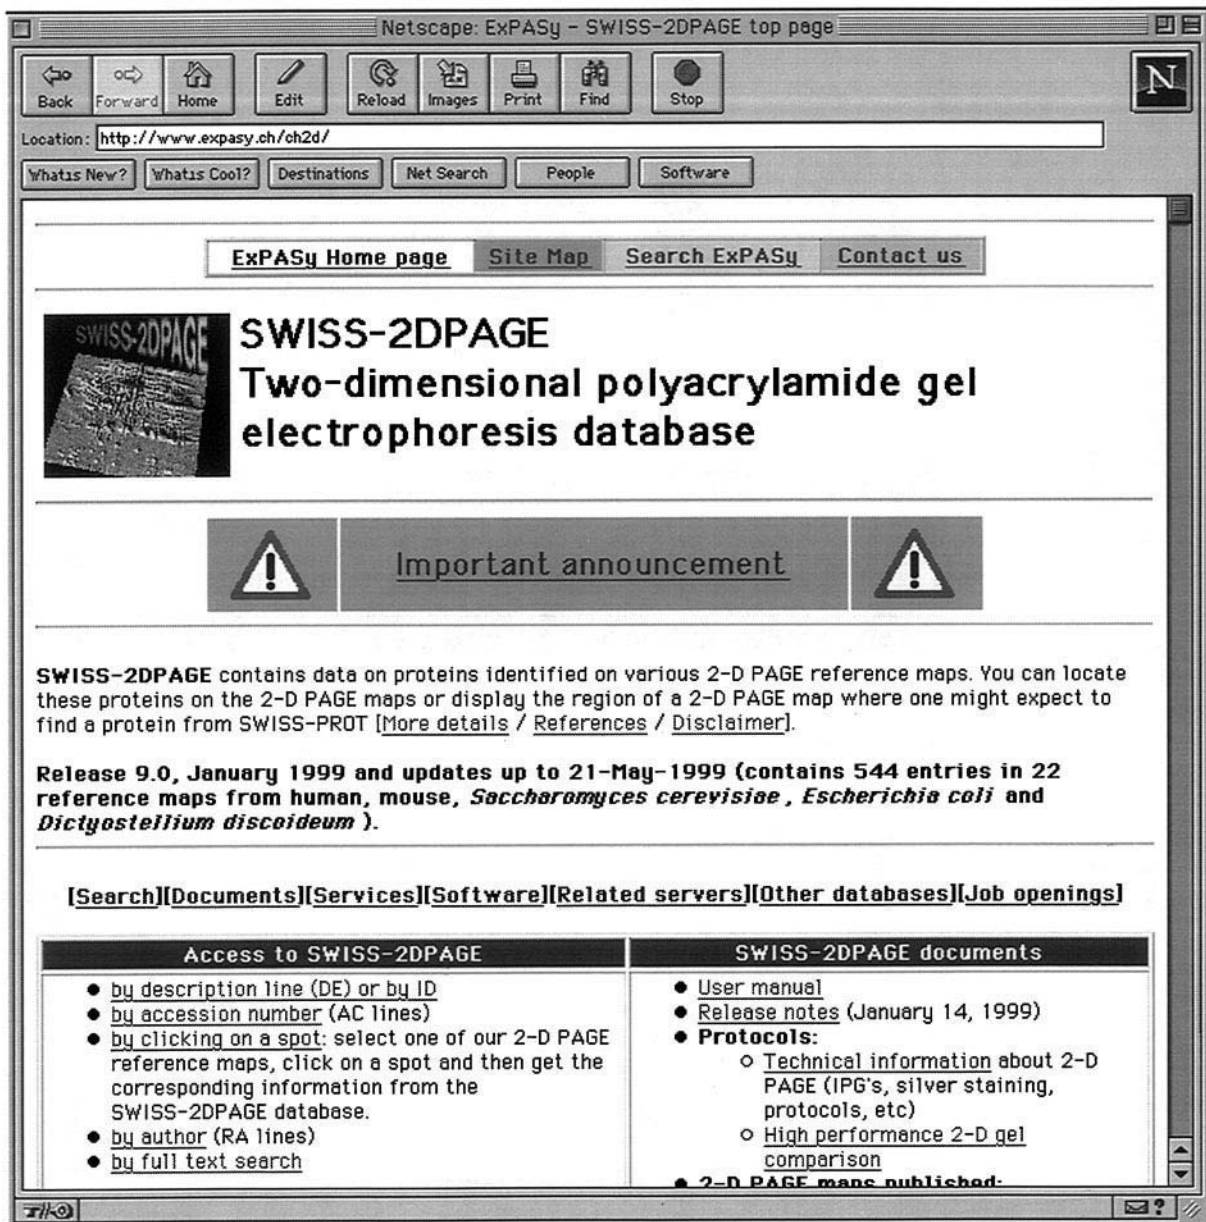 Netscape: ExPASy - SWISS-2DPAGE top page
Back Forward Home Edit Reload Images Print Find Stop
N
Location: http://www.expasy.ch/ch2d/
What's New? What's Cool? Destinations Net Search People Software
ExPASy Home page Site Map Search ExPASy Contact us
SWISS-2DPAGE
SWISS-2DPAGE
Two-dimensional polyacrylamide gel
electrophoresis database
Important announcement
SWISS-2DPAGE contains data on proteins identified on various 2-D PAGE reference maps. You can locate
these proteins on the 2-D PAGE maps or display the region of a 2-D PAGE map where one might expect to
find a protein from SWISS-PROT [More details / References / Disclaimer].
Release 9.0, January 1999 and updates up to 21-May-1999 (contains 544 entries in 22
reference maps from human, mouse, Saccharomyces cerevisiae, Escherichia coli and
Dictyostellium discoideum ).
[Search][Documents][Services][Software][Related servers][Other databases][Job openings]
Access to SWISS-2DPAGE
● by description line (DE) or by ID
● by accession number (AC lines)
● by clicking on a spot: select one of our 2-D PAGE
reference maps, click on a spot and then get the
corresponding information from the
SWISS-2DPAGE database.
● by author (RA lines)
● by full text search
SWISS-2DPAGE documents
● User manual
● Release notes (January 14, 1999)
● Protocols:
○ Technical information about 2-D
PAGE (IPG's, silver staining,
protocols, etc)
○ High performance 2-D gel
comparison
● 2-D PAGE maps published:
?